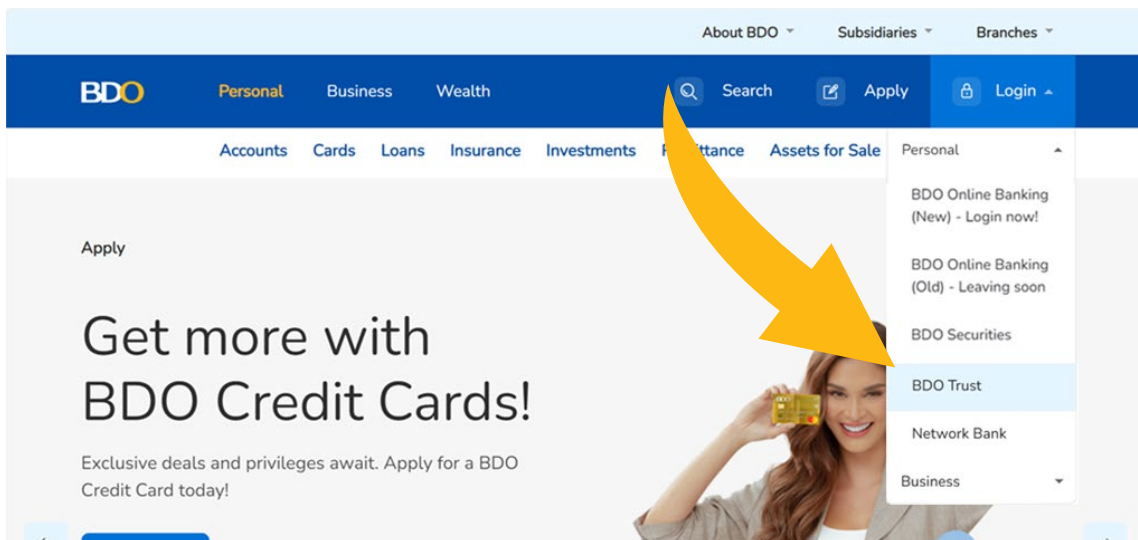 About BDO Subsidiaries Branches
BDO Personal Business Wealth Search Apply Login
Accounts Cards Loans Insurance Investments Assets for Sale
Personal
BDO Online Banking
(New) - Login now!
BDO Online Banking
(Old) - Leaving soon
BDO Securities
BDO Trust
Network Bank
Business
Apply
Get more with
BDO Credit Cards!
Exclusive deals and privileges await. Apply for a BDO
Credit Card today!
BDO